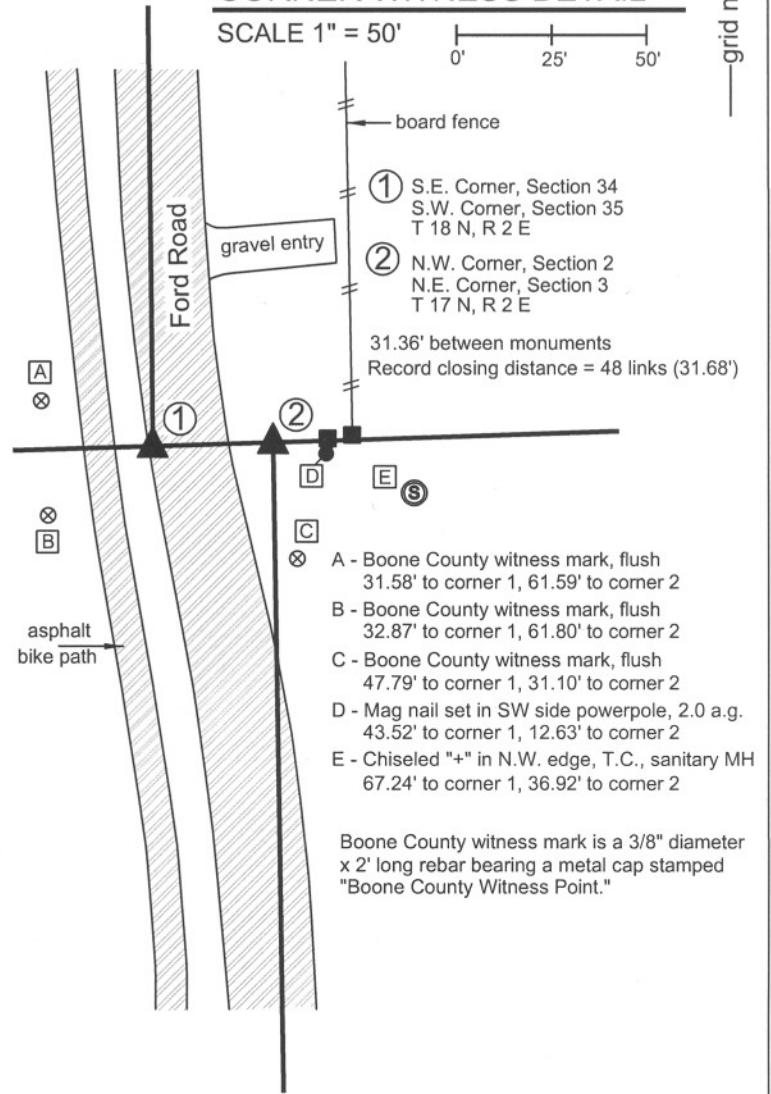 SCALE 1" = 50'
0' 25' 50'
grid
board fence
1 S.E. Corner, Section 34
S.W. Corner, Section 35
T 18 N, R 2 E
Ford Road
gravel entry
2 N.W. Corner, Section 2
N.E. Corner, Section 3
T 17 N, R 2 E
31.36' between monuments
Record closing distance = 48 links (31.68')
A
1
2
D
E
S
B
C
asphalt
bike path
A - Boone County witness mark, flush
31.58' to corner 1, 61.59' to corner 2
B - Boone County witness mark, flush
32.87' to corner 1, 61.80' to corner 2
C - Boone County witness mark, flush
47.79' to corner 1, 31.10' to corner 2
D - Mag nail set in SW side powerpole, 2.0 a.g.
43.52' to corner 1, 12.63' to corner 2
E - Chiseled "+" in N.W. edge, T.C., sanitary MH
67.24' to corner 1, 36.92' to corner 2
Boone County witness mark is a 3/8" diameter
x 2' long rebar bearing a metal cap stamped
"Boone County Witness Point."